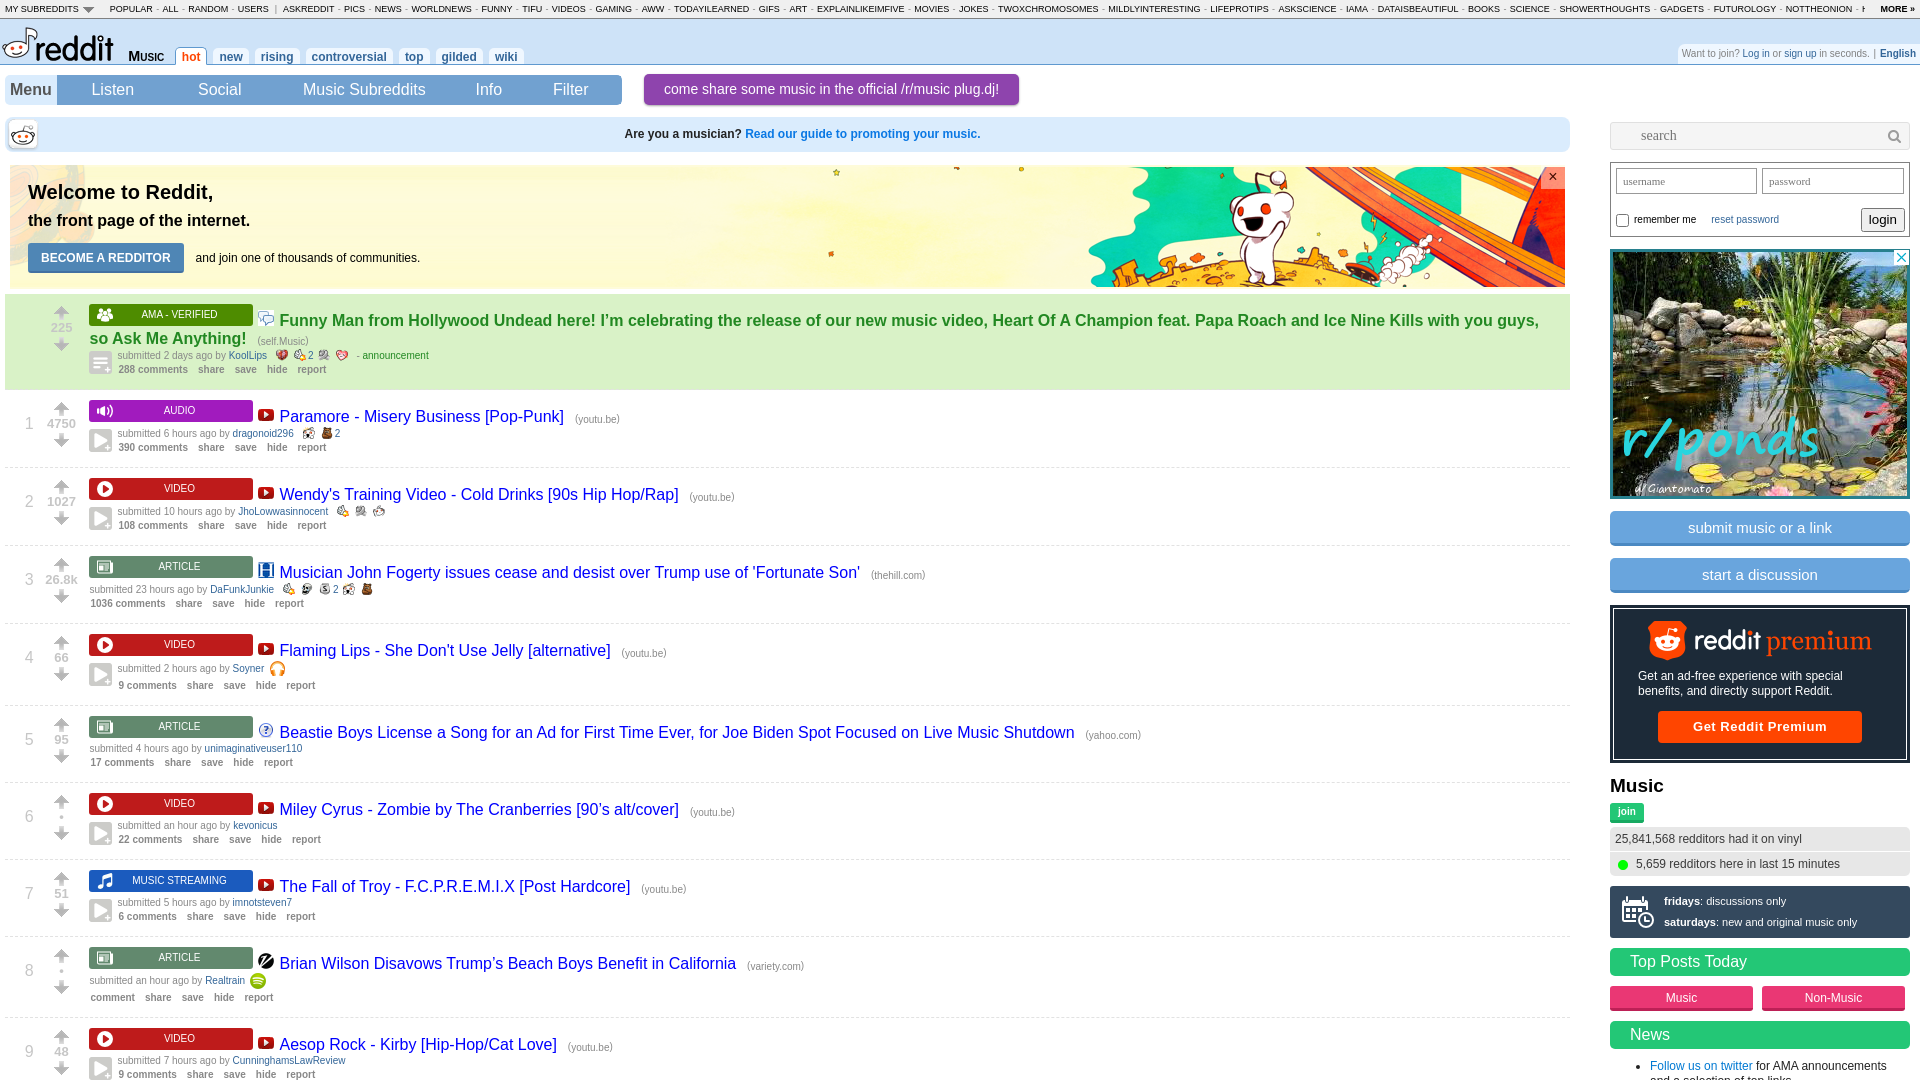 MY SUBREDDITS POPULAR - ALL - RANDOM - USERS | ASKREDDIT - PICS - NEWS - WORLDNEWS - FUNNY - TIFU - VIDEOS - GAMING - AWW - TODAYILEARNED - GIFS - ART - EXPLAINLIKEIMFIVE - MOVIES - JOKES - TWOXCHROMOSOMES - MILDLYINTERESTING - LIFEPROTIPS - ASKSCIENCE - IAMA - DATAISBEAUTIFUL - BOOKS - SCIENCE - SHOWERTHOUGHTS - GADGETS - FUTUROLOGY - NOTTHEONION - MORE »
reddit MUSIC hot new rising controversial top gilded wiki
Want to join? Log in or sign up in seconds. | English
Menu Listen Social Music Subreddits Info Filter
come share some music in the official /r/music plug.dj!
Are you a musician? Read our guide to promoting your music.
Welcome to Reddit,
the front page of the internet.
BECOME A REDDITOR and join one of thousands of communities.
×
225
AMA - VERIFIED Funny Man from Hollywood Undead here! I’m celebrating the release of our new music video, Heart Of A Champion feat. Papa Roach and Ice Nine Kills with you guys,
so Ask Me Anything! (self.Music)
submitted 2 days ago by KoolLips 2 - announcement
288 comments share save hide report
1 4750
AUDIO Paramore - Misery Business [Pop-Punk] (youtu.be)
submitted 6 hours ago by dragonoid296 2
390 comments share save hide report
2 1027
VIDEO Wendy's Training Video - Cold Drinks [90s Hip Hop/Rap] (youtu.be)
submitted 10 hours ago by JhoLowwasinnocent
108 comments share save hide report
3 26.8k
ARTICLE Musician John Fogerty issues cease and desist over Trump use of 'Fortunate Son' (thehill.com)
submitted 23 hours ago by DaFunkJunkie 2
1036 comments share save hide report
4 66
VIDEO Flaming Lips - She Don't Use Jelly [alternative] (youtu.be)
submitted 2 hours ago by Soyner
9 comments share save hide report
5 95
ARTICLE Beastie Boys License a Song for an Ad for First Time Ever, for Joe Biden Spot Focused on Live Music Shutdown (yahoo.com)
submitted 4 hours ago by unimaginativeuser110
17 comments share save hide report
6 •
VIDEO Miley Cyrus - Zombie by The Cranberries [90’s alt/cover] (youtu.be)
submitted an hour ago by kevonicus
22 comments share save hide report
7 51
MUSIC STREAMING The Fall of Troy - F.C.P.R.E.M.I.X [Post Hardcore] (youtu.be)
submitted 5 hours ago by imnotsteven7
6 comments share save hide report
8 •
ARTICLE Brian Wilson Disavows Trump’s Beach Boys Benefit in California (variety.com)
submitted an hour ago by Realtrain
comment share save hide report
9 48
VIDEO Aesop Rock - Kirby [Hip-Hop/Cat Love] (youtu.be)
submitted 7 hours ago by CunninghamsLawReview
9 comments share save hide report
search
username password
remember me reset password login
r/ponds
u/Giantomato
submit music or a link
start a discussion
reddit premium
Get an ad-free experience with special
benefits, and directly support Reddit.
Get Reddit Premium
Music
join
25,841,568 redditors had it on vinyl
5,659 redditors here in last 15 minutes
fridays: discussions only
saturdays: new and original music only
Top Posts Today
Music Non-Music
News
• Follow us on twitter for AMA announcements